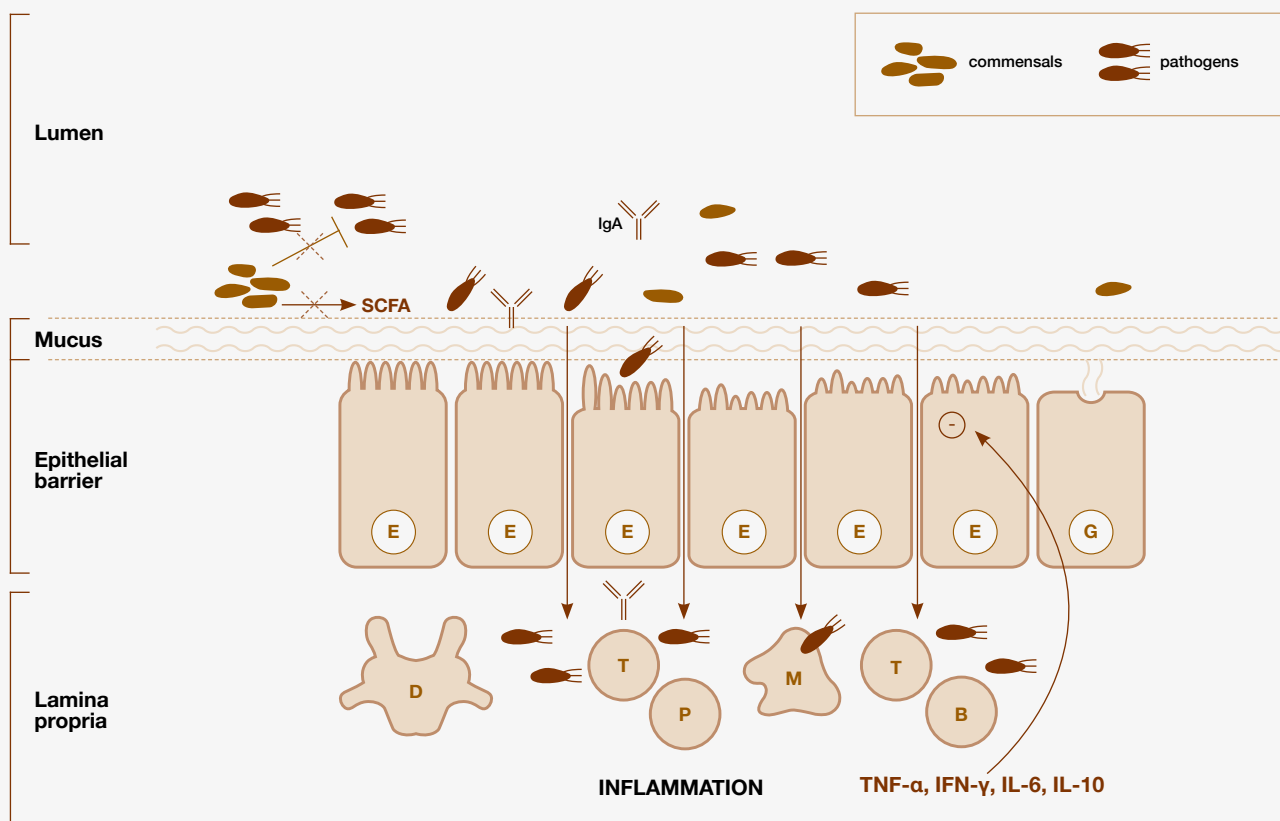 commensals
pathogens
Lumen
IgA
SCFA
Mucus
Epithelial
barrier
E
E
E
E
E
E
G
-
Lamina
propria
D
T
P
M
T
B
INFLAMMATION
TNF-α, IFN-γ, IL-6, IL-10